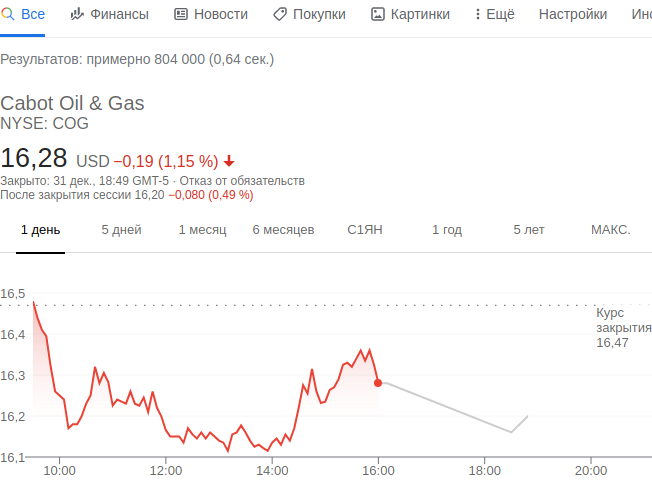 Все Финансы Новости Покупки Картинки Ещё Настройки
Результатов: примерно 804 000 (0,64 сек.)
Cabot Oil & Gas
NYSE: COG
16,28 USD −0,19 (1,15 %)
Закрыто: 31 дек., 18:49 GMT-5 · Отказ от обязательств
После закрытия сессии 16,20 −0,080 (0,49 %)
1 день 5 дней 1 месяц 6 месяцев С1ЯН 1 год 5 лет МАКС.
16,5
Курс
закрытия
16,47
16,4
16,3
16,2
16,1
10:00 12:00 14:00 16:00 18:00 20:00